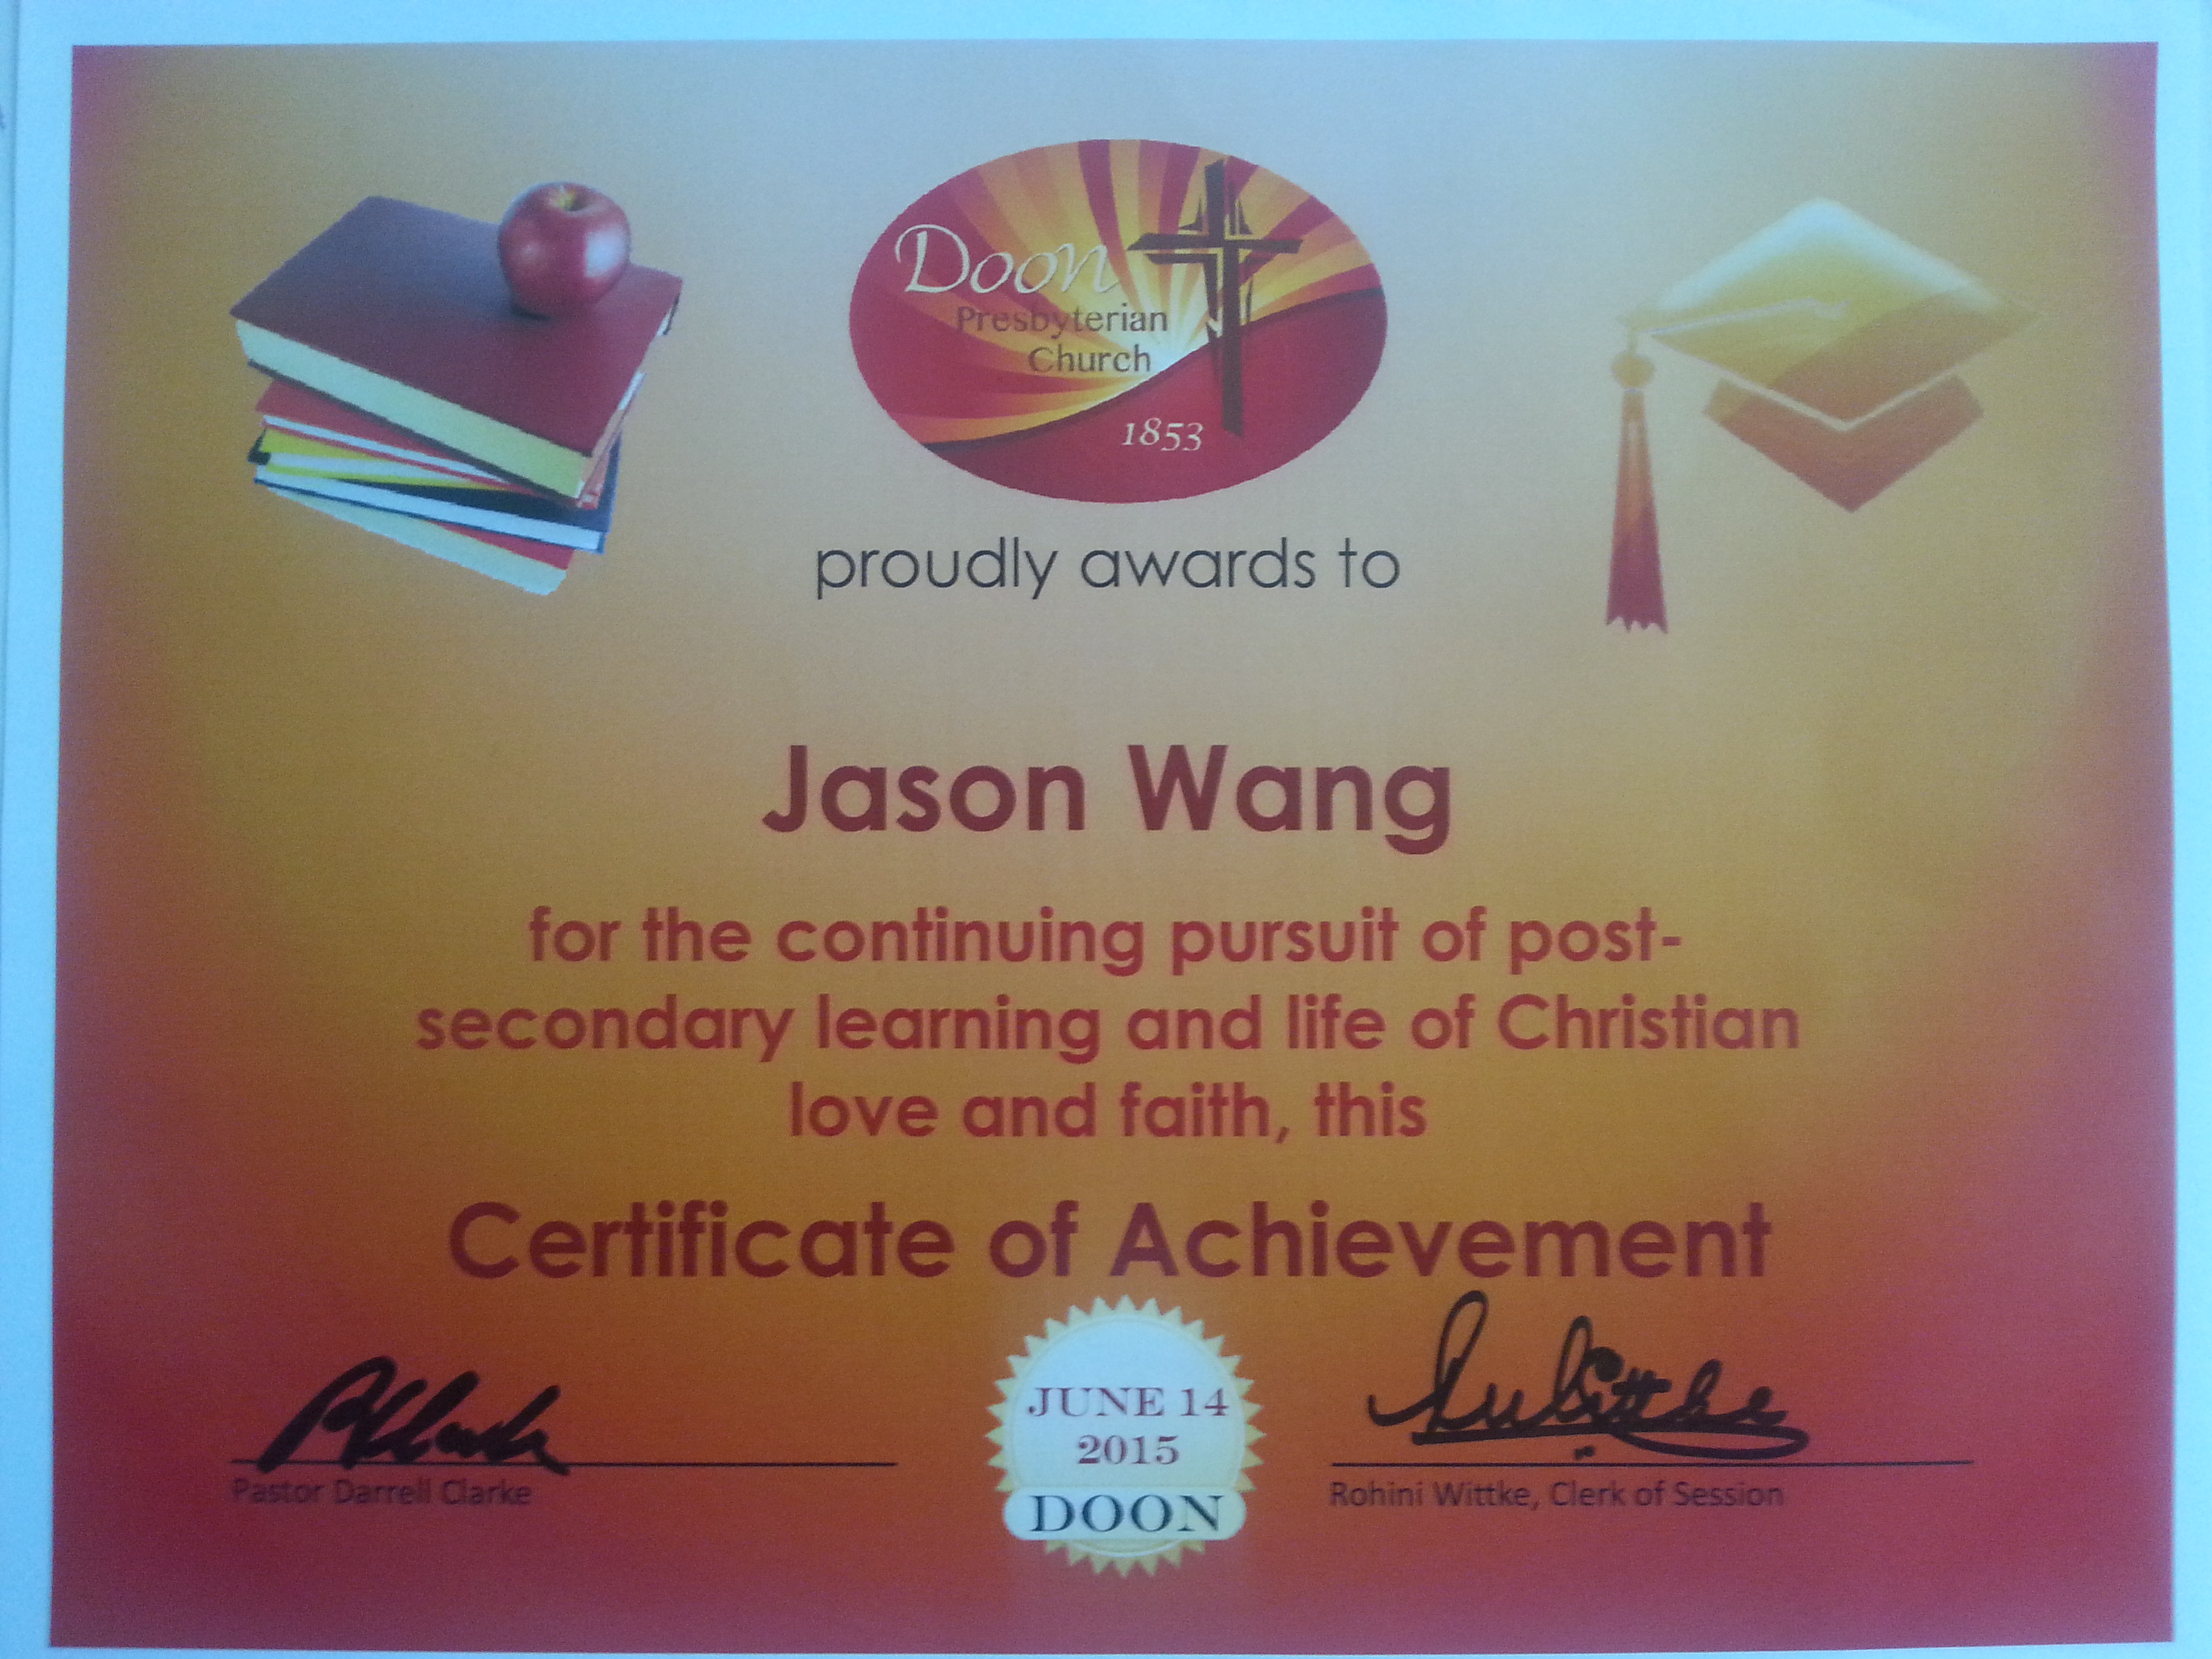 Doon
Presbyterian
Church
1853
proudly awards to
Jason Wang
for the continuing pursuit of post-
secondary learning and life of Christian
love and faith, this
Certificate of Achievement
JUNE 14
2015
DOON
Pastor Darrell Clarke
Rohini Wittke, Clerk of Session